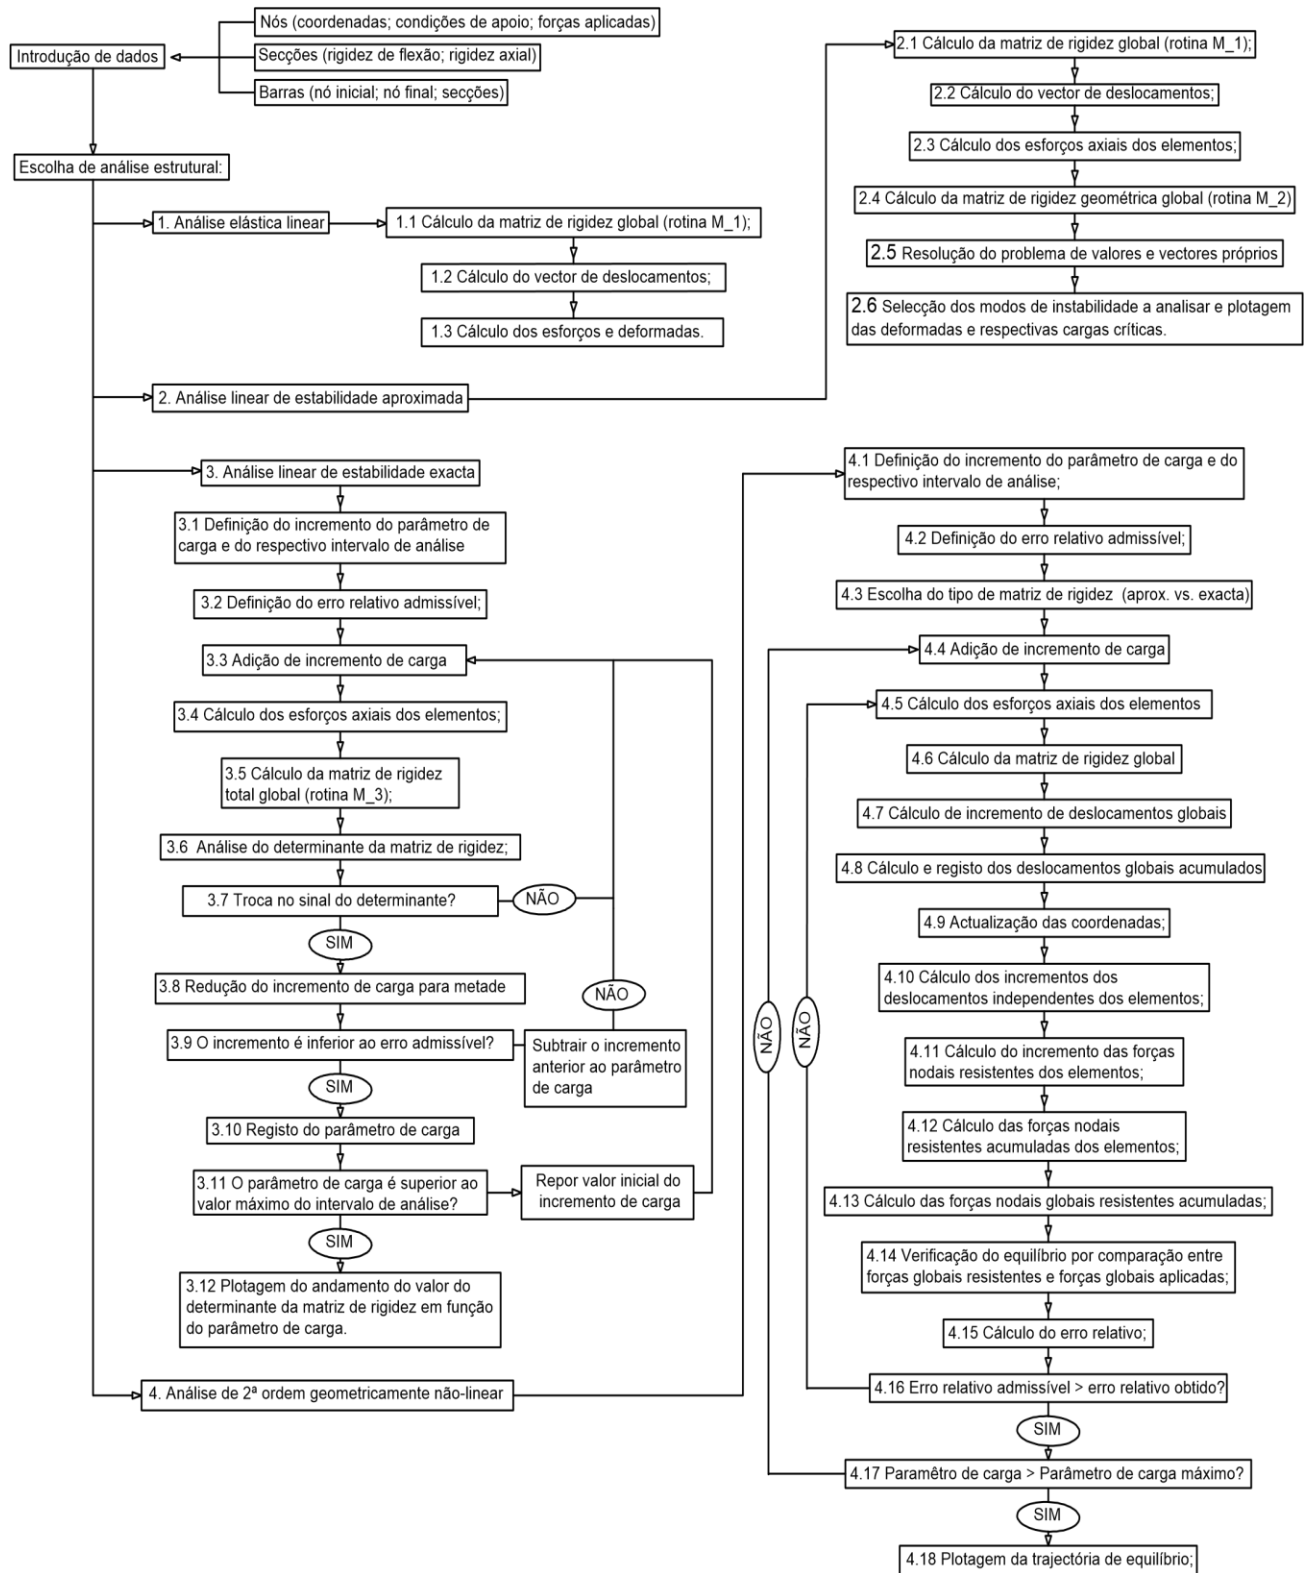 Nós (coordenadas; condições de apoio; forças aplicadas)
Introdução de dados
Secções (rigidez de flexão; rigidez axial)
Barras (nó inicial; nó final; secções)
Escolha de análise estrutural:
1. Análise elástica linear
1.1 Cálculo da matriz de rigidez global (rotina M_1);
1.2 Cálculo do vector de deslocamentos;
1.3 Cálculo dos esforços e deformadas.
2. Análise linear de estabilidade aproximada
2.1 Cálculo da matriz de rigidez global (rotina M_1);
2.2 Cálculo do vector de deslocamentos;
2.3 Cálculo dos esforços axiais dos elementos;
2.4 Cálculo da matriz de rigidez geométrica global (rotina M_2)
2.5 Resolução do problema de valores e vectores próprios
2.6 Selecção dos modos de instabilidade a analisar e plotagem
das deformadas e respectivas cargas críticas.
3. Análise linear de estabilidade exacta
3.1 Definição do incremento do parâmetro de
carga e do respectivo intervalo de análise
3.2 Definição do erro relativo admissível;
3.3 Adição de incremento de carga
3.4 Cálculo dos esforços axiais dos elementos;
3.5 Cálculo da matriz de rigidez
total global (rotina M_3);
3.6 Análise do determinante da matriz de rigidez;
3.7 Troca no sinal do determinante?
NÃO
SIM
3.8 Redução do incremento de carga para metade
NÃO
3.9 O incremento é inferior ao erro admissível?
Subtrair o incremento
anterior ao parâmetro
de carga
SIM
3.10 Registo do parâmetro de carga
3.11 O parâmetro de carga é superior ao
valor máximo do intervalo de análise?
Repor valor inicial do
incremento de carga
SIM
3.12 Plotagem do andamento do valor do
determinante da matriz de rigidez em função
do parâmetro de carga.
4. Análise de 2ª ordem geometricamente não-linear
4.1 Definição do incremento do parâmetro de carga e do
respectivo intervalo de análise;
4.2 Definição do erro relativo admissível;
4.3 Escolha do tipo de matriz de rigidez (aprox. vs. exacta)
4.4 Adição de incremento de carga
4.5 Cálculo dos esforços axiais dos elementos
4.6 Cálculo da matriz de rigidez global
4.7 Cálculo de incremento de deslocamentos globais
4.8 Cálculo e registo dos deslocamentos globais acumulados
4.9 Actualização das coordenadas;
4.10 Cálculo dos incrementos dos
deslocamentos independentes dos elementos;
NÃO
NÃO
4.11 Cálculo do incremento das forças
nodais resistentes dos elementos;
4.12 Cálculo das forças nodais
resistentes acumuladas dos elementos;
4.13 Cálculo das forças nodais globais resistentes acumuladas;
4.14 Verificação do equilíbrio por comparação entre
forças globais resistentes e forças globais aplicadas;
4.15 Cálculo do erro relativo;
4.16 Erro relativo admissível > erro relativo obtido?
SIM
4.17 Paramêtro de carga > Parâmetro de carga máximo?
SIM
4.18 Plotagem da trajectória de equilíbrio;